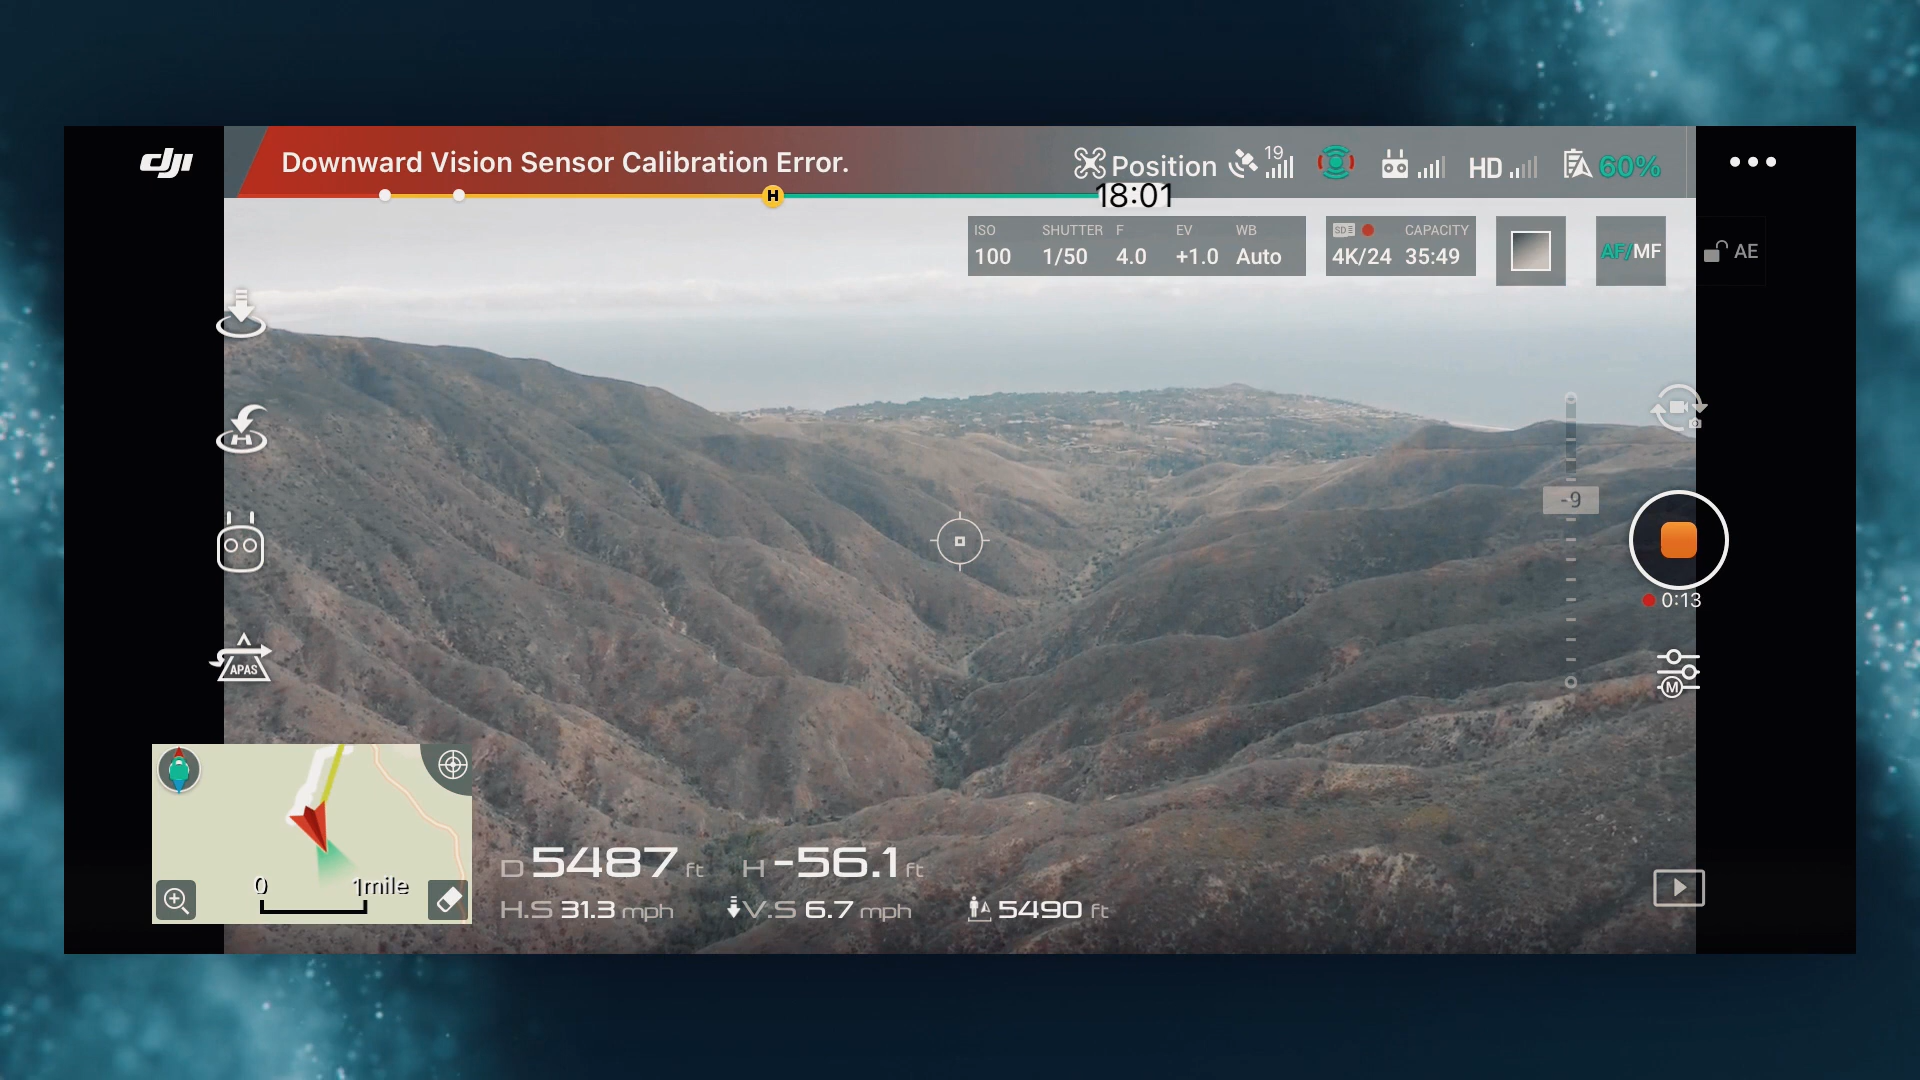 dji
Downward Vision Sensor Calibration Error.
Position
19
HD
60%
H
18:01
ISO
100
SHUTTER
1/50
F
4.0
EV
+1.0
WB
Auto
SD
4K/24
CAPACITY
35:49
AF/MF
AE
H
-9
0:13
APAS
M
0
1mile
D 5487 ft
H -56.1 ft
H.S 31.3 mph
V.S 6.7 mph
5490 ft